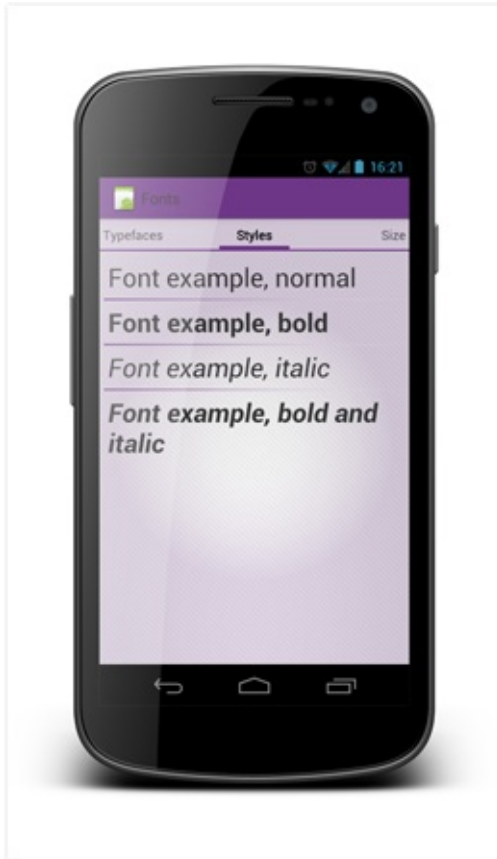 16:21
Fonts
Typefaces Styles Size
Font example, normal
Font example, bold
Font example, italic
Font example, bold and
italic